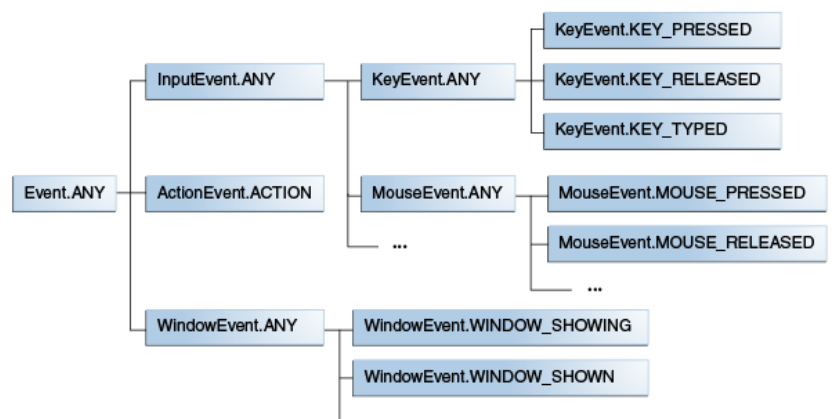 KeyEvent.KEY_PRESSED
InputEvent.ANY
KeyEvent.ANY
KeyEvent.KEY_RELEASED
KeyEvent.KEY_TYPED
Event.ANY
ActionEvent.ACTION
MouseEvent.ANY
MouseEvent.MOUSE_PRESSED
...
MouseEvent.MOUSE_RELEASED
...
WindowEvent.ANY
WindowEvent.WINDOW_SHOWING
WindowEvent.WINDOW_SHOWN